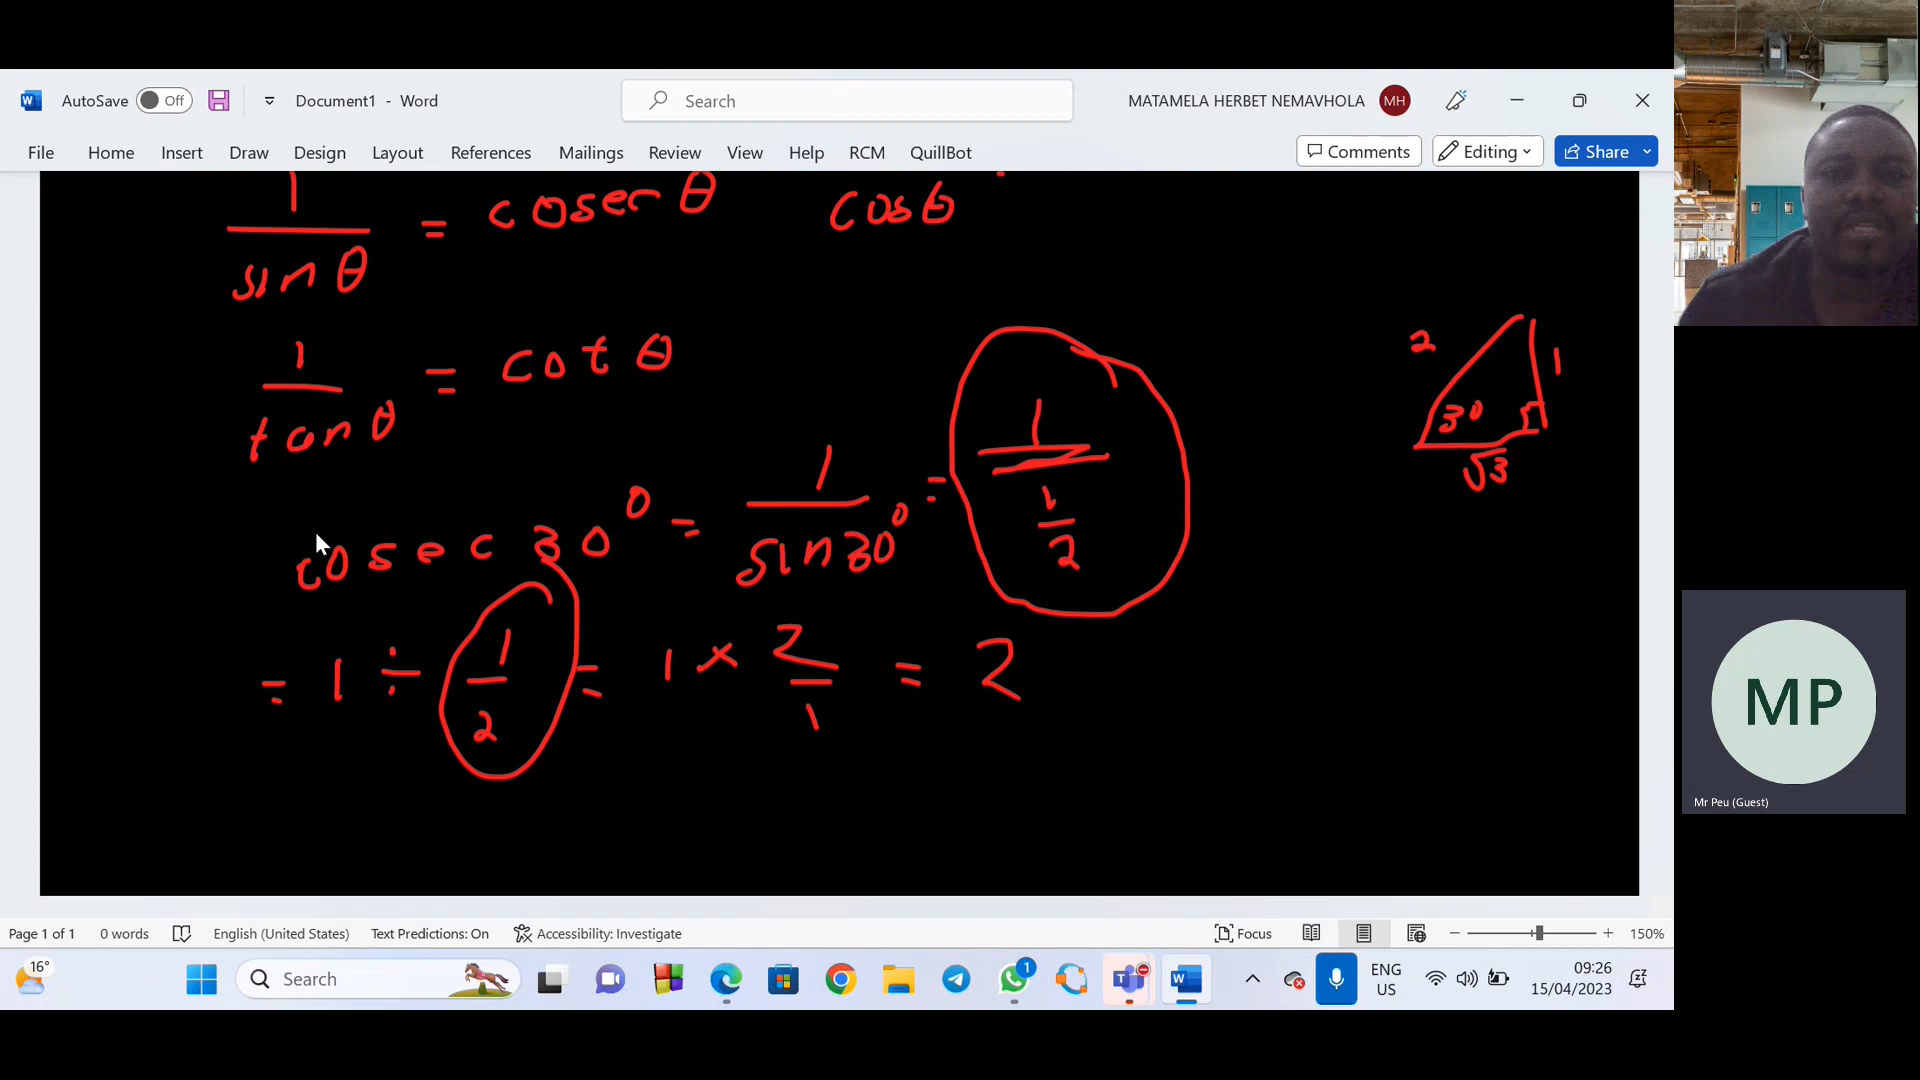 AutoSave Off Document1 - Word Search MATAMELA HERBET NEMAVHOLA MH
File Home Insert Draw Design Layout References Mailings Review View Help RCM QuillBot Comments Editing Share
1/sin θ = cosec θ cos θ
1/tan θ = cot θ
cosec 30° = 1/sin 30° = 1/(1/2)
= 1 ÷ 1/2 = 1 × 2/1 = 2
2 1
30
√3
MP
Mr Peu (Guest)
Page 1 of 1 0 words English (United States) Text Predictions: On Accessibility: Investigate Focus 150%
16° Search 1 ENG US 09:26 15/04/2023